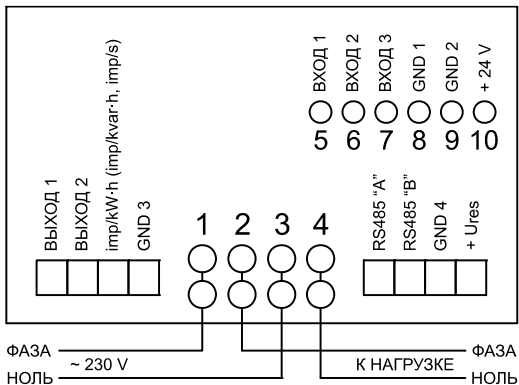 ВХОД 1
ВХОД 2
ВХОД 3
GND 1
GND 2
+ 24 V
5 6 7 8 9 10
ВЫХОД 1
ВЫХОД 2
imp/kW·h (imp/kvar·h, imp/s)
GND 3
1 2 3 4
RS485 “A”
RS485 “B”
GND 4
+ Ures
ФАЗА
~ 230 V
НОЛЬ
К НАГРУЗКЕ
ФАЗА
НОЛЬ